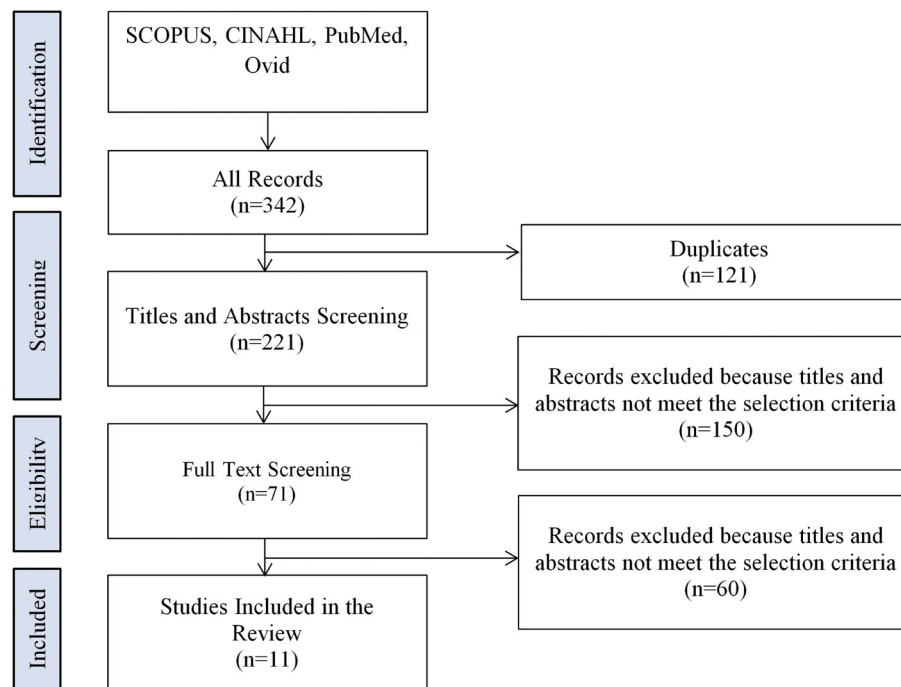 Identification
SCOPUS, CINAHL, PubMed,
Ovid
All Records
(n=342)
Screening
Duplicates
(n=121)
Titles and Abstracts Screening
(n=221)
Records excluded because titles and
abstracts not meet the selection criteria
(n=150)
Eligibility
Full Text Screening
(n=71)
Records excluded because titles and
abstracts not meet the selection criteria
(n=60)
Included
Studies Included in the
Review
(n=11)